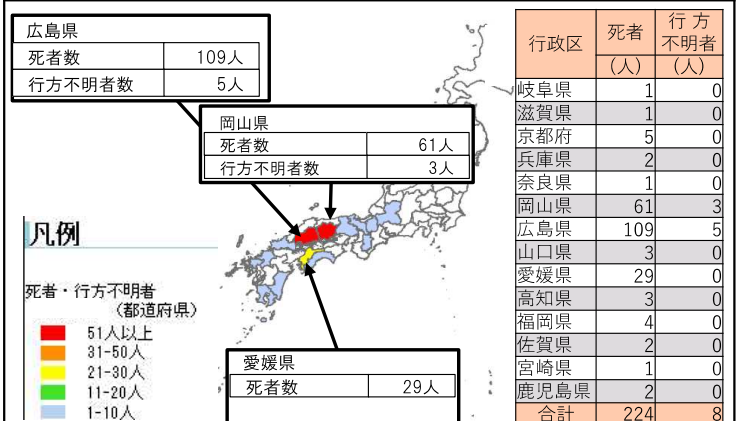 広島県
死者数 109人
行方不明者数 5人
岡山県
死者数 61人
行方不明者数 3人
凡例
死者・行方不明者
(都道府県)
51人以上
31-50人
21-30人
11-20人
1-10人
愛媛県
死者数 29人
行政区 死者 行方不明者
(人) (人)
岐阜県 1 0
滋賀県 1 0
京都府 5 0
兵庫県 2 0
奈良県 1 0
岡山県 61 3
広島県 109 5
山口県 3 0
愛媛県 29 0
高知県 3 0
福岡県 4 0
佐賀県 2 0
宮崎県 1 0
鹿児島県 2 0
合計 224 8